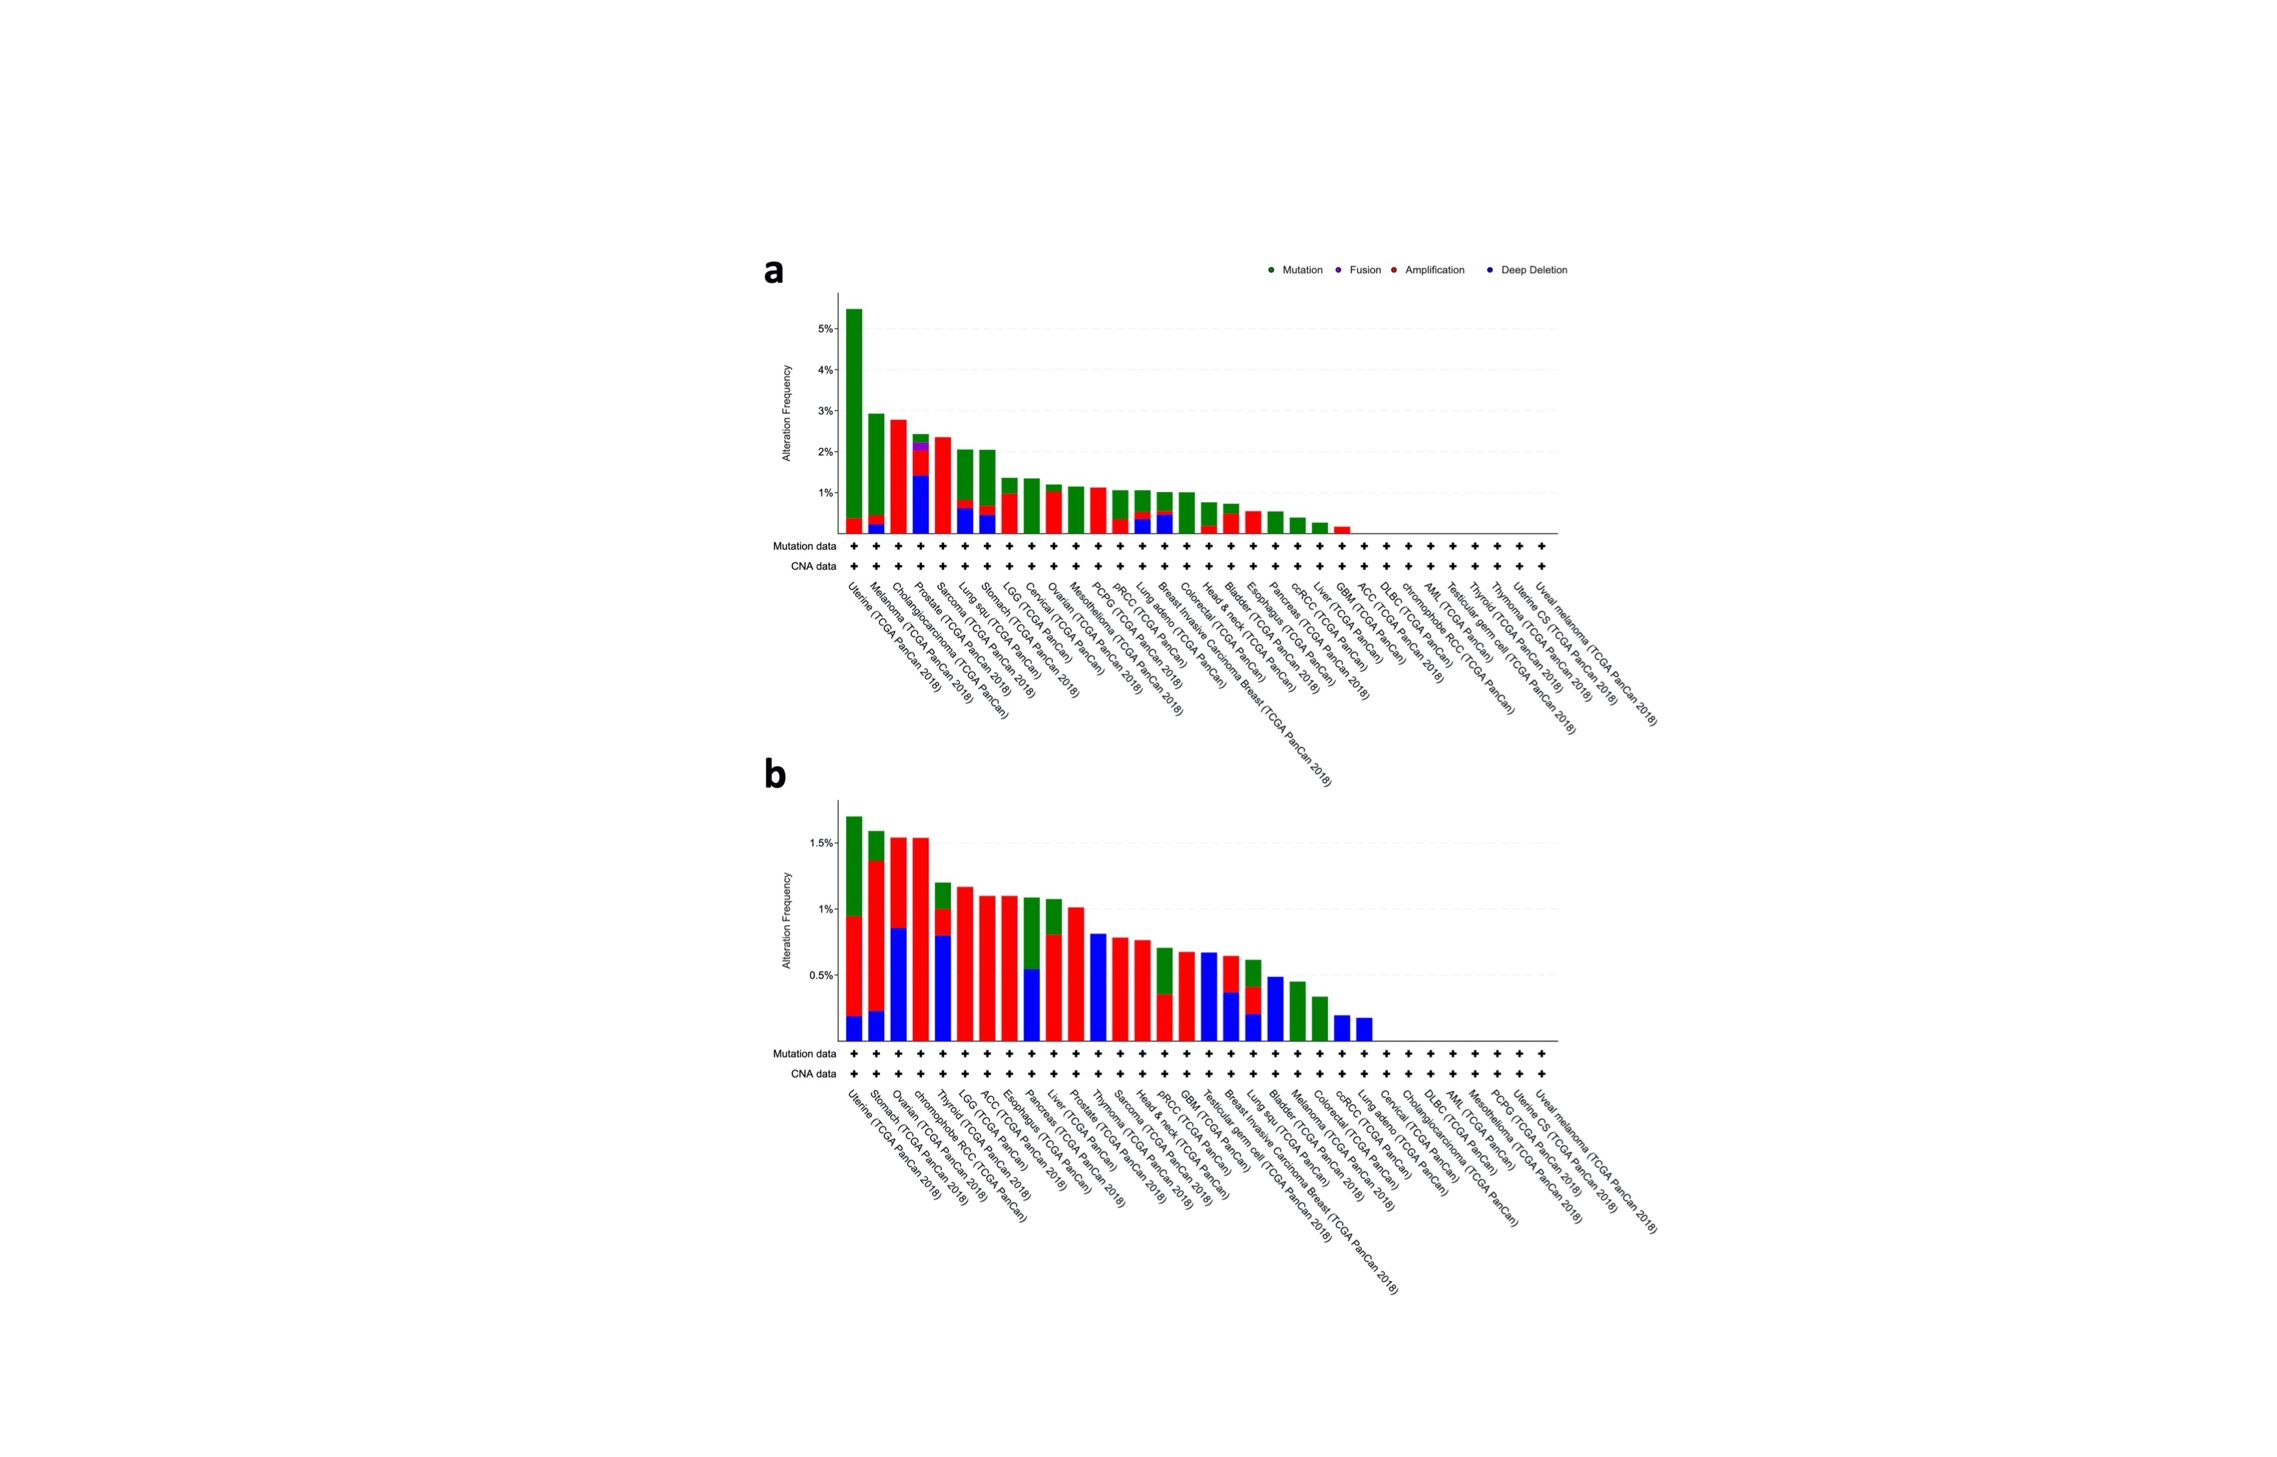 a
Mutation Fusion Amplification Deep Deletion
5%
4%
3%
2%
1%
Alteration Frequency
Mutation data
CNA data
Uterine (TCGA PanCan 2018)
Melanoma (TCGA PanCan 2018)
Cholangiocarcinoma (TCGA PanCan)
Prostate (TCGA PanCan 2018)
Sarcoma (TCGA PanCan 2018)
Lung squ (TCGA PanCan)
Stomach (TCGA PanCan 2018)
LGG (TCGA PanCan)
Cervical (TCGA PanCan)
Ovarian (TCGA PanCan 2018)
Mesothelioma (TCGA PanCan 2018)
PCPG (TCGA PanCan 2018)
pRCC (TCGA PanCan)
Lung adeno (TCGA PanCan)
Breast Invasive Carcinoma Breast (TCGA PanCan 2018)
Colorectal (TCGA PanCan)
Head & neck (TCGA PanCan)
Bladder (TCGA PanCan 2018)
Esophagus (TCGA PanCan)
Pancreas (TCGA PanCan 2018)
ccRCC (TCGA PanCan)
Liver (TCGA PanCan)
GBM (TCGA PanCan)
ACC (TCGA PanCan 2018)
DLBC (TCGA PanCan)
chromophobe RCC (TCGA PanCan)
AML (TCGA PanCan)
Testicular germ cell (TCGA PanCan 2018)
Thyroid (TCGA PanCan 2018)
Thymoma (TCGA PanCan 2018)
Uterine CS (TCGA PanCan 2018)
Uveal melanoma (TCGA PanCan 2018)
b
1.5%
1%
0.5%
Alteration Frequency
Mutation data
CNA data
Uterine (TCGA PanCan 2018)
Stomach (TCGA PanCan 2018)
Ovarian (TCGA PanCan 2018)
chromophobe RCC (TCGA PanCan)
Thyroid (TCGA PanCan 2018)
LGG (TCGA PanCan)
ACC (TCGA PanCan 2018)
Esophagus (TCGA PanCan)
Pancreas (TCGA PanCan 2018)
Liver (TCGA PanCan)
Prostate (TCGA PanCan 2018)
Thymoma (TCGA PanCan 2018)
Sarcoma (TCGA PanCan 2018)
Head & neck (TCGA PanCan)
pRCC (TCGA PanCan)
GBM (TCGA PanCan)
Testicular germ cell (TCGA PanCan 2018)
Breast Invasive Carcinoma Breast (TCGA PanCan 2018)
Lung squ (TCGA PanCan)
Bladder (TCGA PanCan 2018)
Melanoma (TCGA PanCan 2018)
Colorectal (TCGA PanCan)
ccRCC (TCGA PanCan)
Lung adeno (TCGA PanCan)
Cervical (TCGA PanCan)
Cholangiocarcinoma (TCGA PanCan)
DLBC (TCGA PanCan)
AML (TCGA PanCan)
Mesothelioma (TCGA PanCan 2018)
PCPG (TCGA PanCan 2018)
Uterine CS (TCGA PanCan 2018)
Uveal melanoma (TCGA PanCan 2018)